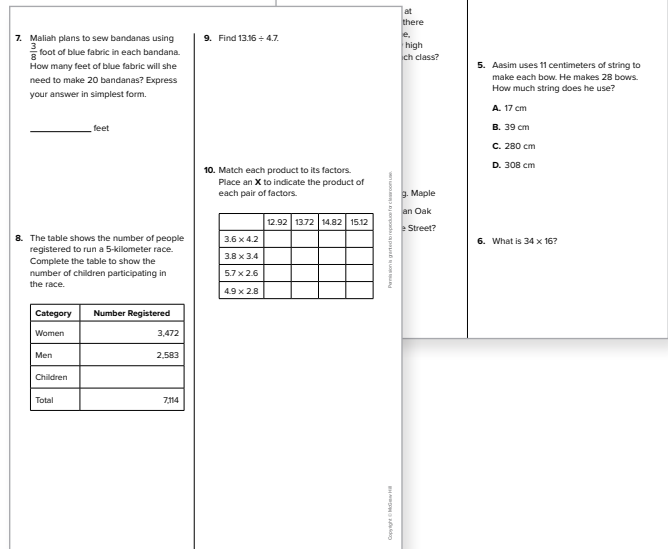 7. Maliah plans to sew bandanas using
3/8 foot of blue fabric in each bandana.
How many feet of blue fabric will she
need to make 20 bandanas? Express
your answer in simplest form.
feet
8. The table shows the number of people
registered to run a 5-kilometer race.
Complete the table to show the
number of children participating in
the race.
Category Number Registered
Women 3,472
Men 2,583
Children
Total 7,114
9. Find 13.16 ÷ 4.7.
10. Match each product to its factors.
Place an X to indicate the product of
each pair of factors.
12.92 13.72 14.82 15.12
3.6 × 4.2
3.8 × 3.4
5.7 × 2.6
4.9 × 2.8
Permission is granted to reproduce for classroom use.
Copyright © McGraw Hill
at
there
e,
high
ch class?
g. Maple
an Oak
e Street?
5. Aasim uses 11 centimeters of string to
make each bow. He makes 28 bows.
How much string does he use?
A. 17 cm
B. 39 cm
C. 280 cm
D. 308 cm
6. What is 34 × 16?